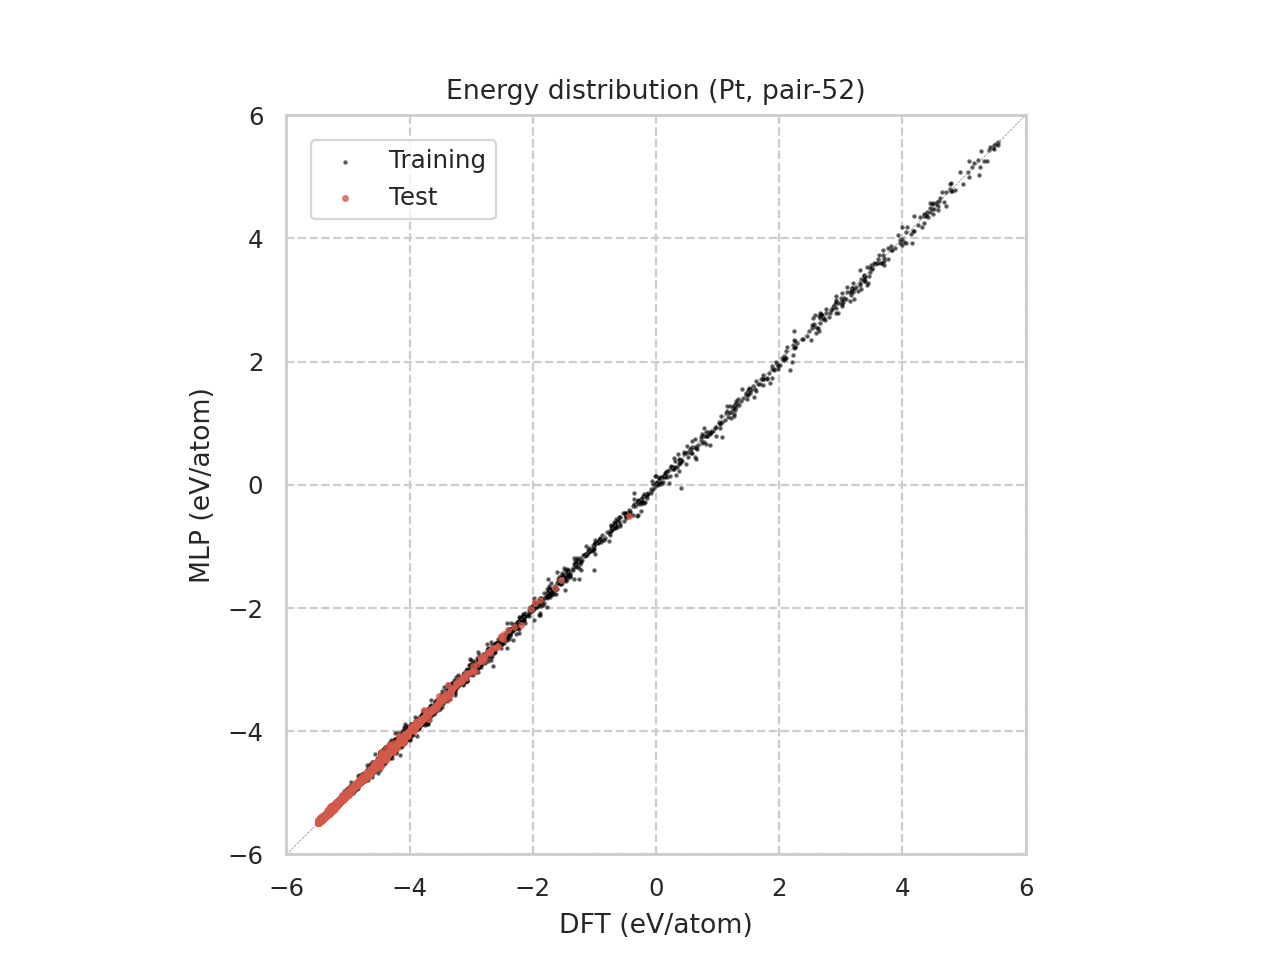 Energy distribution (Pt, pair-52)
Training
Test
MLP (eV/atom)
6
4
2
0
−2
−4
−6
−6
−4
−2
0
2
4
6
DFT (eV/atom)